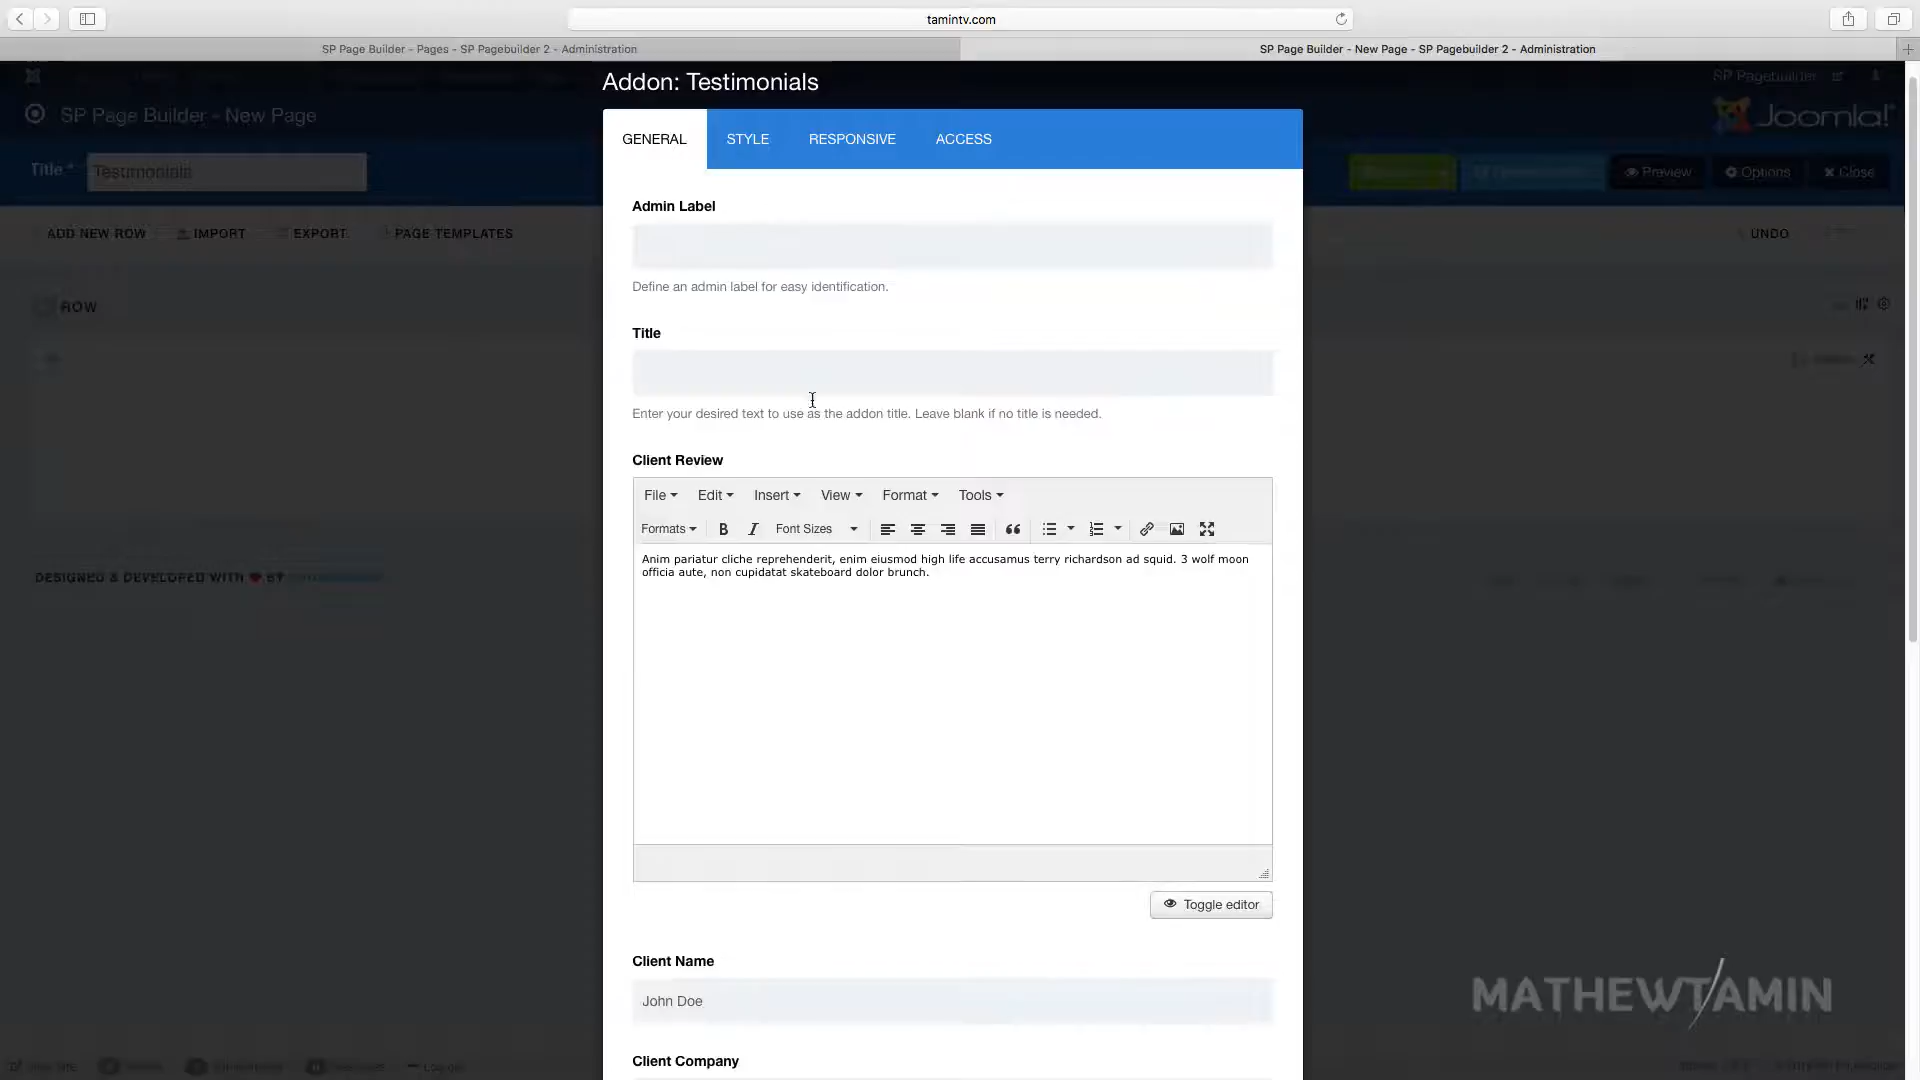 tamintv.com
SP Page Builder - Pages - SP Pagebuilder 2 - Administration
SP Page Builder - New Page - SP Pagebuilder 2 - Administration
Addon: Testimonials
SP Pagebuilder
SP Page Builder - New Page
Joomla!
GENERAL
STYLE
RESPONSIVE
ACCESS
Title *
Testimonials
Preview
Options
Close
Admin Label
ADD NEW ROW
IMPORT
EXPORT
PAGE TEMPLATES
UNDO
Define an admin label for easy identification.
ROW
Title
Enter your desired text to use as the addon title. Leave blank if no title is needed.
Client Review
File
Edit
Insert
View
Format
Tools
Formats
B
I
Font Sizes
Anim pariatur cliche reprehenderit, enim eiusmod high life accusamus terry richardson ad squid. 3 wolf moon
officia aute, non cupidatat skateboard dolor brunch.
DESIGNED & DEVELOPED WITH ❤ BY
Toggle editor
Client Name
John Doe
MATHEWTAMIN
Client Company